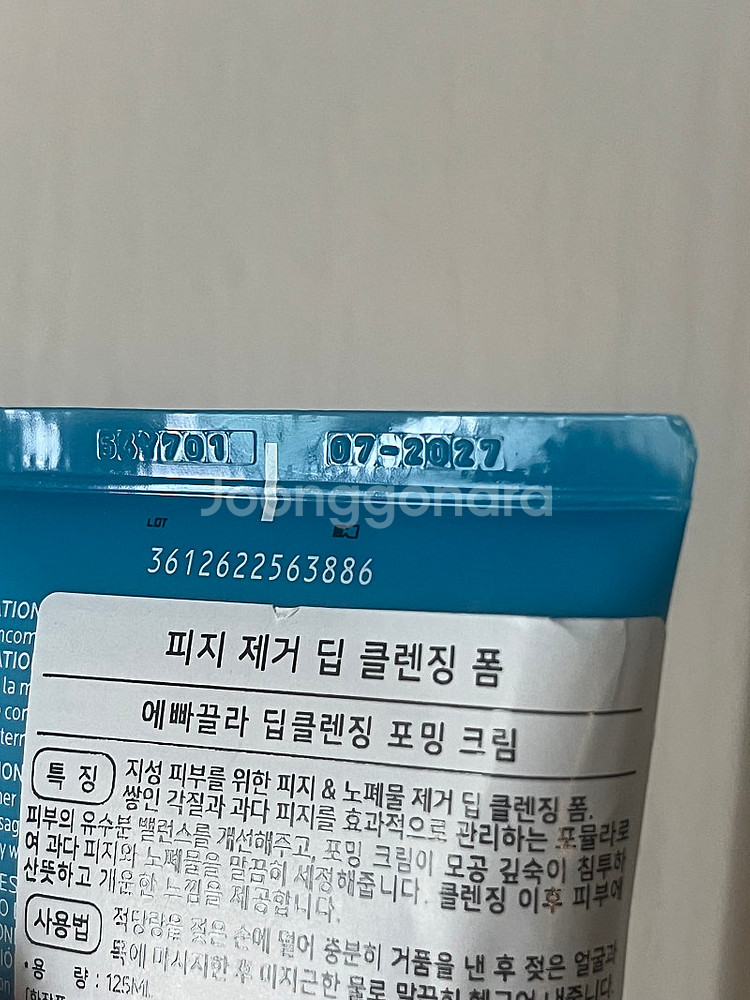 54Y701 07-2027
Joonggonara
LOT
3612622563886
피지 제거 딥 클렌징 폼
에빠끌라 딥클렌징 포밍 크림
특 징 지성 피부를 위한 피지 & 노폐물 제거 딥 클렌징 폼.
쌓인 각질과 과다 피지를 효과적으로 관리하는 포뮬라로
피부의 유수분 밸런스를 개선해주고, 포밍 크림이 모공 깊숙이 침투하
여 과다 피지와 노폐물을 말끔히 세정해줍니다. 클렌징 이후 피부에
산뜻하고 개운한 느낌을 제공합니다.
사용법 적당량을 젖은 손에 덜어 충분히 거품을 낸 후 젖은 얼굴과
목에 마사지한 후 미지근한 물로 말끔히 헹구어 내줍니다.
•용 량 : 125ML